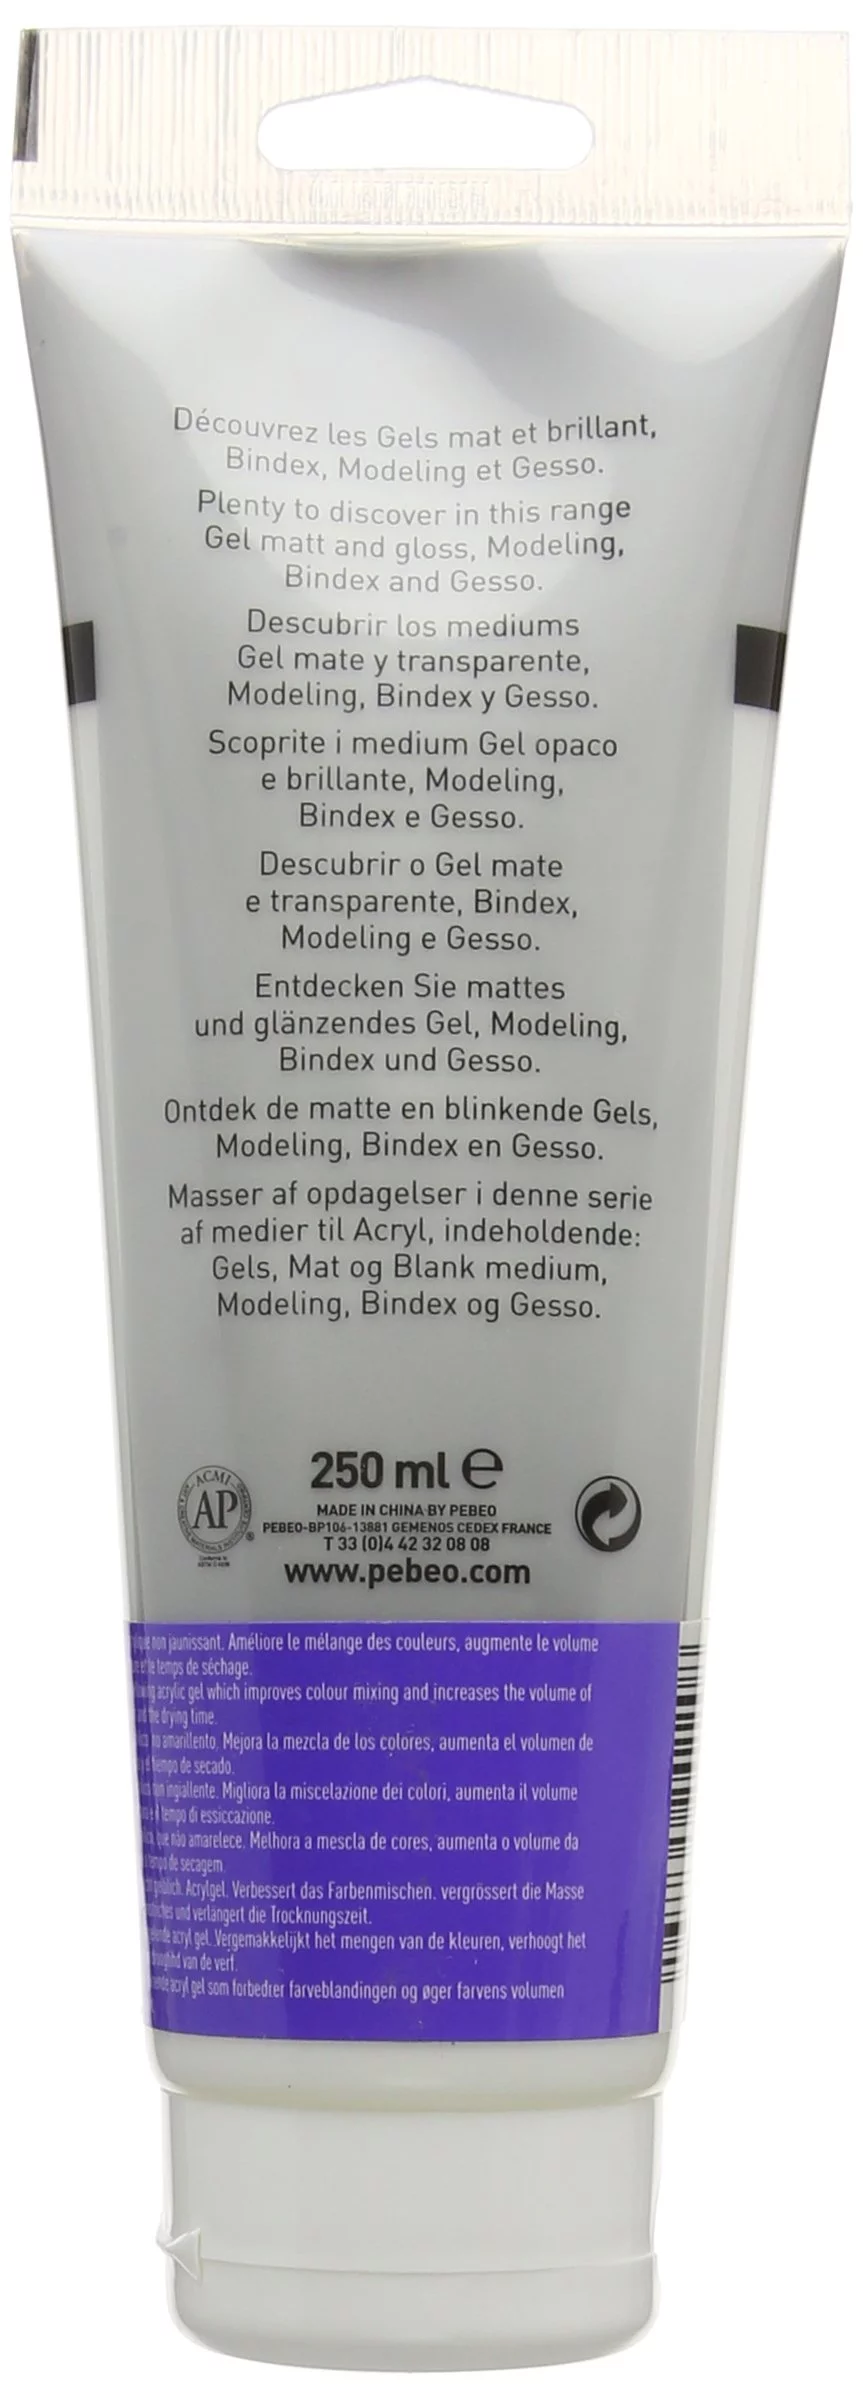 Découvrez les Gels mat et brillant,
Bindex, Modeling et Gesso.
Plenty to discover in this range
Gel matt and gloss, Modeling,
Bindex and Gesso.
Descubrir los mediums
Gel mate y transparente,
Modeling, Bindex y Gesso.
Scoprite i medium Gel opaco
e brillante, Modeling,
Bindex e Gesso.
Descubrir o Gel mate
e transparente, Bindex,
Modeling e Gesso.
Entdecken Sie mattes
und glänzendes Gel, Modeling,
Bindex und Gesso.
Ontdek de matte en blinkende Gels,
Modeling, Bindex en Gesso.
Masser af opdagelser i denne serie
af medier til Acryl, indeholdende:
Gels, Mat og Blank medium,
Modeling, Bindex og Gesso.
250 ml e
ACMI
AP
MADE IN CHINA BY PEBEO
PEBEO-BP106-13881 GEMENOS CEDEX FRANCE
T 33 (0)4 42 32 08 08
www.pebeo.com
non jaunissant. Améliore le mélange des couleurs, augmente le volume
et le temps de séchage.
acrylic gel which improves colour mixing and increases the volume of
the drying time.
no amarillento. Mejora la mezcla de los colores, aumenta el volumen de
y el tiempo de secado.
non ingiallente. Migliora la miscelazione dei colori, aumenta il volume
e il tempo di essiccazione.
que não amarelece. Melhora a mescla de cores, aumenta o volume da
tempo de secagem.
Acrylgel. Verbessert das Farbenmischen. vergrössert die Masse
und verlängert die Trocknungszeit.
acryl gel. Vergemakkelijkt het mengen van de kleuren, verhoogt het
van de verf.
acryl gel som forbedrer farveblandingen og øger farvens volumen